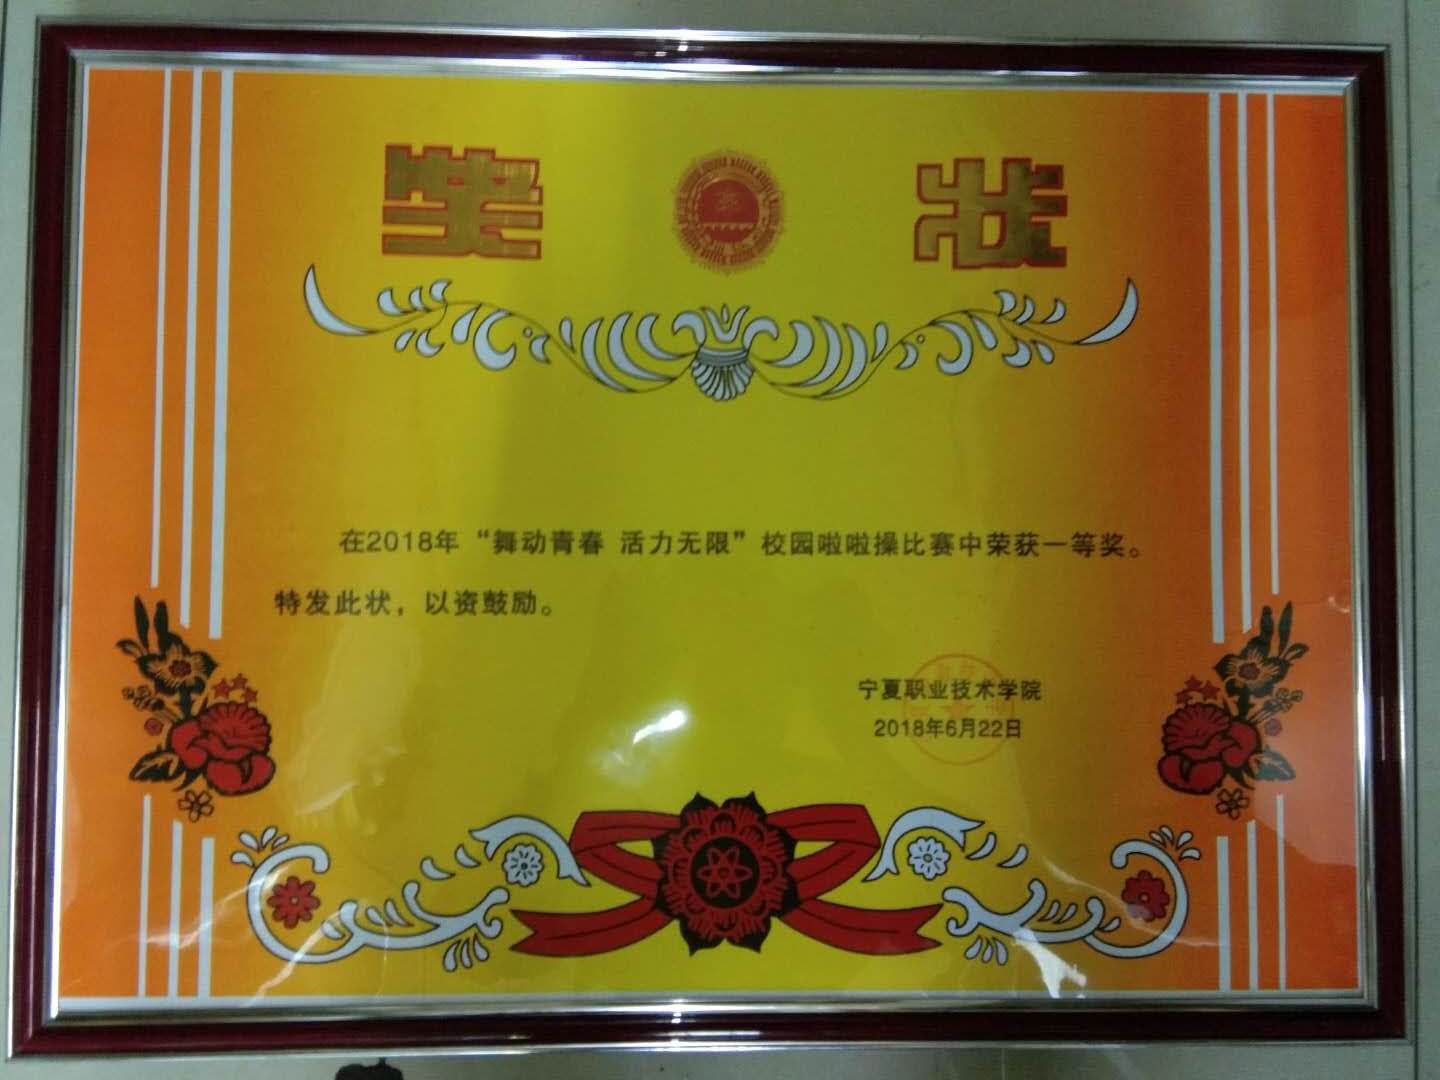 奖 状
在2018年“舞动青春 活力无限”校园啦啦操比赛中荣获一等奖。
特发此状，以资鼓励。
宁夏职业技术学院
2018年6月22日